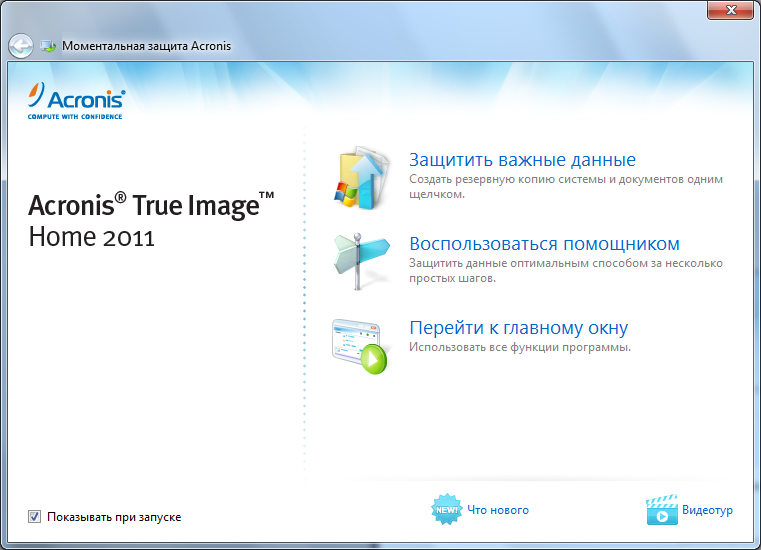 Моментальная защита Acronis
Acronis®
COMPUTE WITH CONFIDENCE
Acronis® True Image™
Home 2011
Защитить важные данные
Создать резервную копию системы и документов одним
щелчком.
Воспользоваться помощником
Защитить данные оптимальным способом за несколько
простых шагов.
Перейти к главному окну
Использовать все функции программы.
Показывать при запуске
NEW!
Что нового
Видеотур